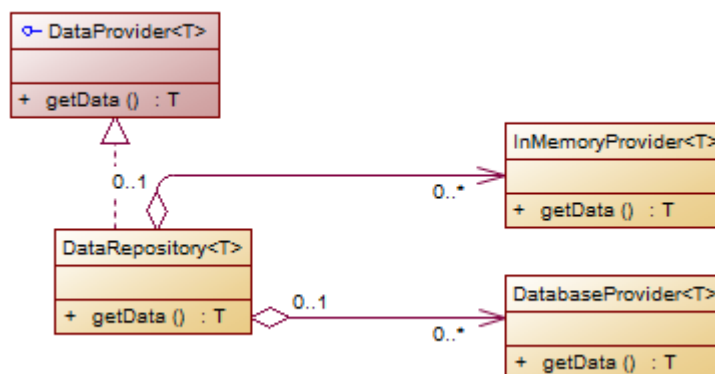 DataProvider<T>
+ getData () : T
0..1
0..*
InMemoryProvider<T>
+ getData () : T
DataRepository<T>
+ getData () : T
0..1
0..*
DatabaseProvider<T>
+ getData () : T